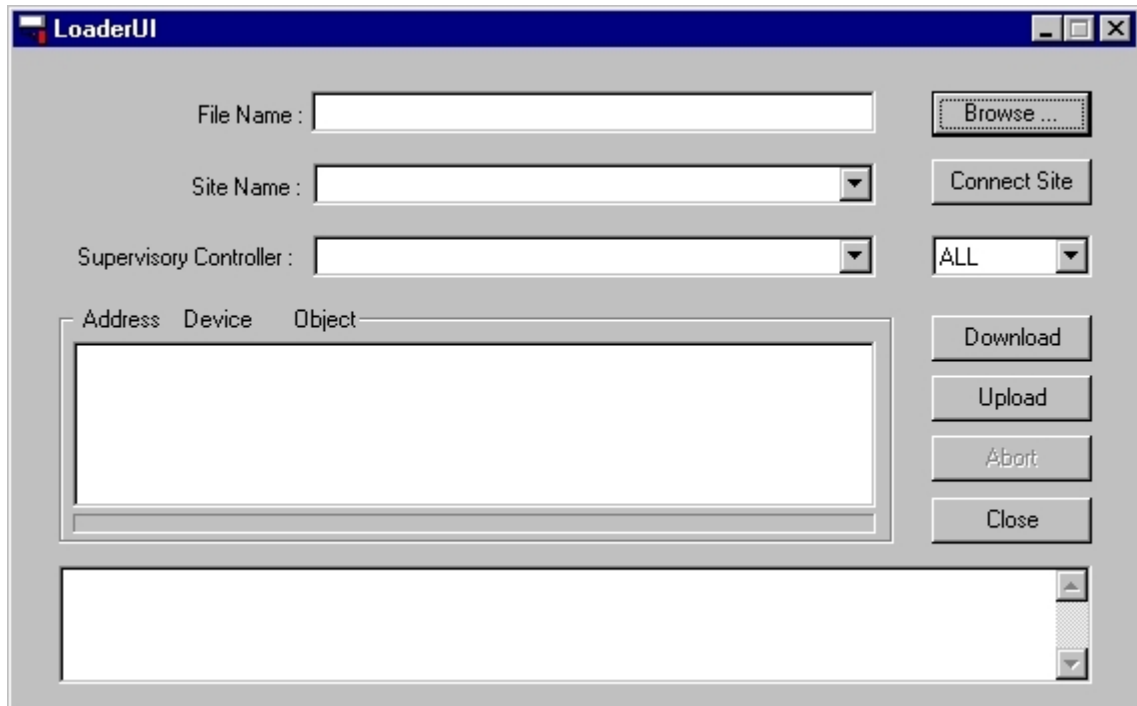 LoaderUI
File Name : Browse ...
Site Name : Connect Site
Supervisory Controller : ALL
Address Device Object
Download
Upload
Abort
Close